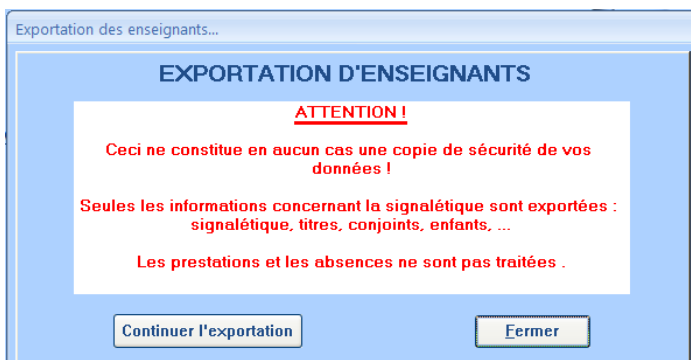 Exportation des enseignants...
EXPORTATION D'ENSEIGNANTS
ATTENTION !
Ceci ne constitue en aucun cas une copie de sécurité de vos
données !
Seules les informations concernant la signalétique sont exportées :
signalétique, titres, conjoints, enfants, ...
Les prestations et les absences ne sont pas traitées .
Continuer l'exportation
Fermer